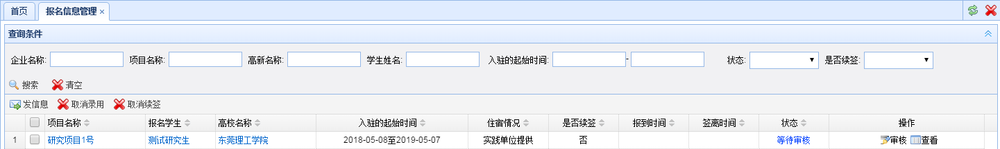 首页 报名信息管理 ×
查询条件
企业名称: 项目名称: 高新名称: 学生姓名: 入驻的起始时间: - 状态: 是否续签:
搜索 清空
发信息 取消录用 取消续签
项目名称 报名学生 高校名称 入驻的起始时间 住宿情况 是否续签 报到时间 签离时间 状态 操作
1 研究项目1号 测试研究生 东莞理工学院 2018-05-08至2019-05-07 实践单位提供 否 等待审核 审核 查看